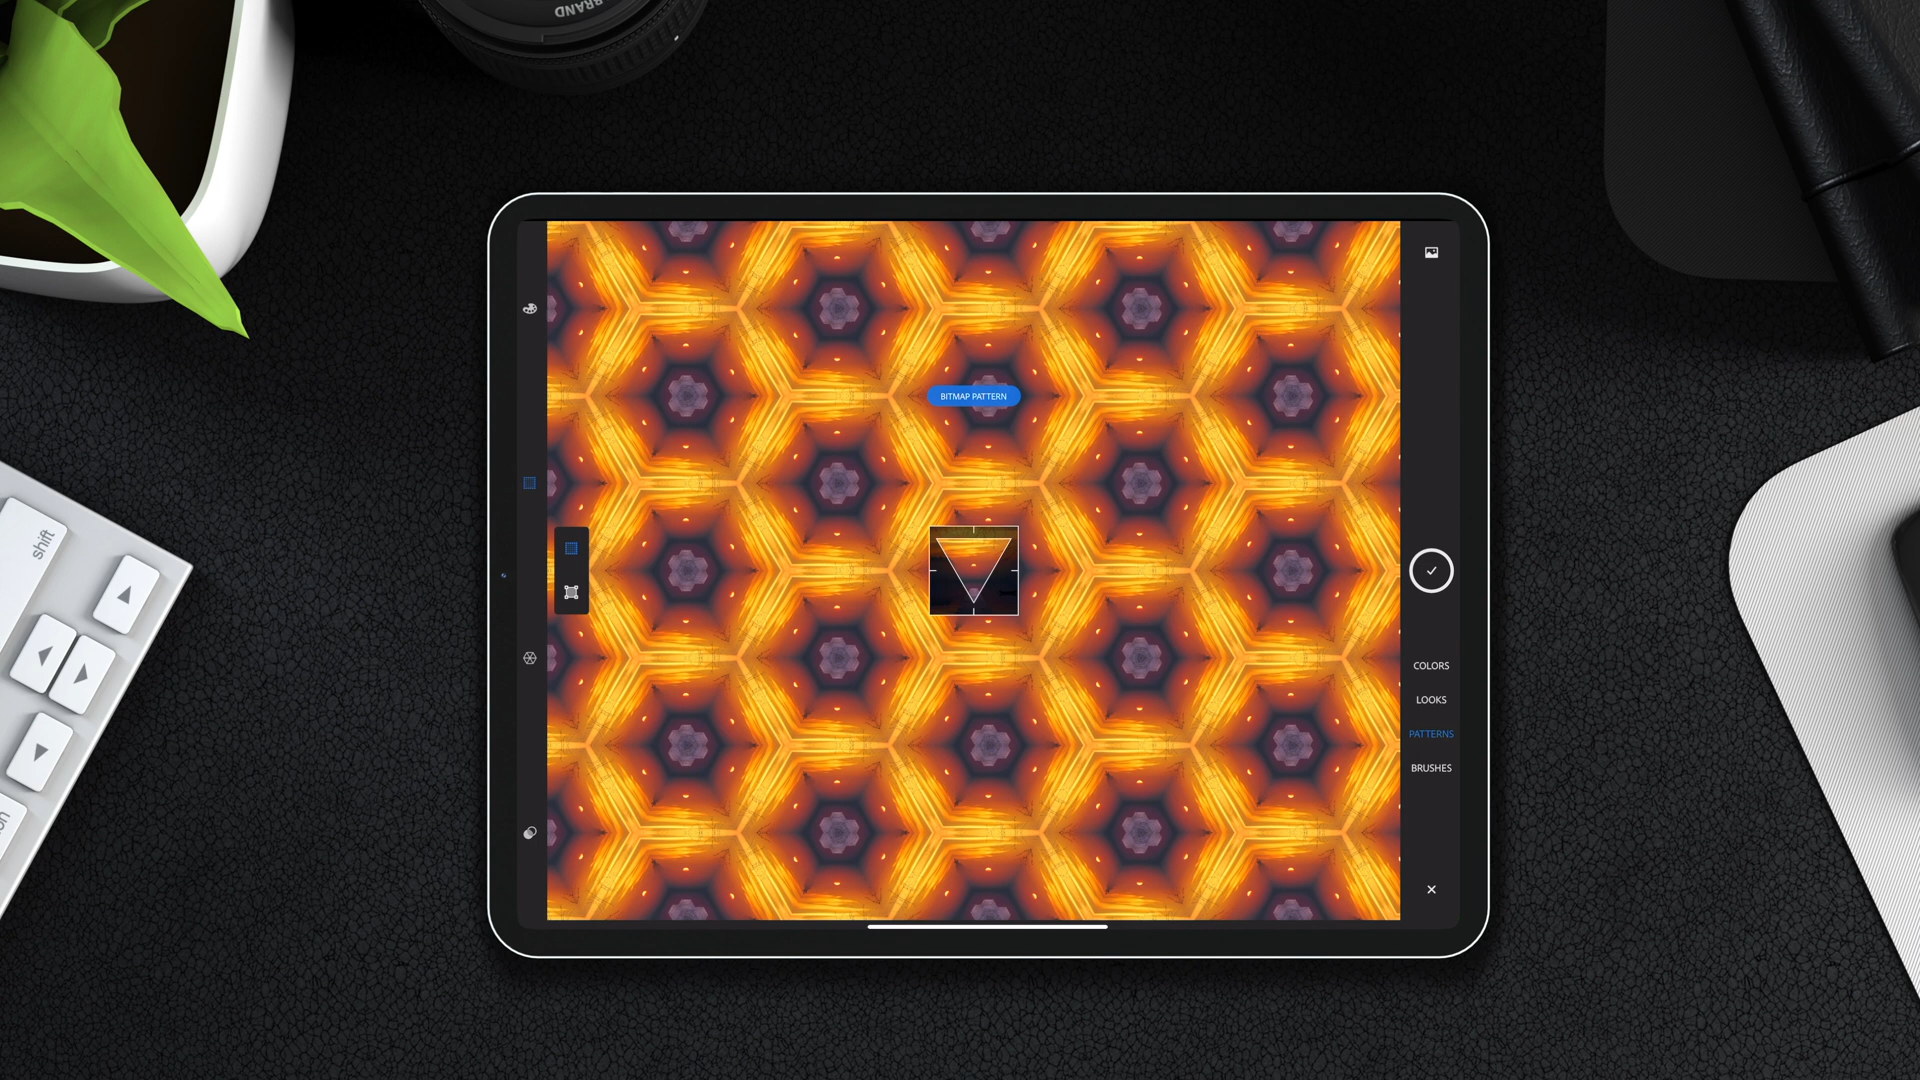 BRAND
BITMAP PATTERN
COLORS
LOOKS
PATTERNS
BRUSHES
shift